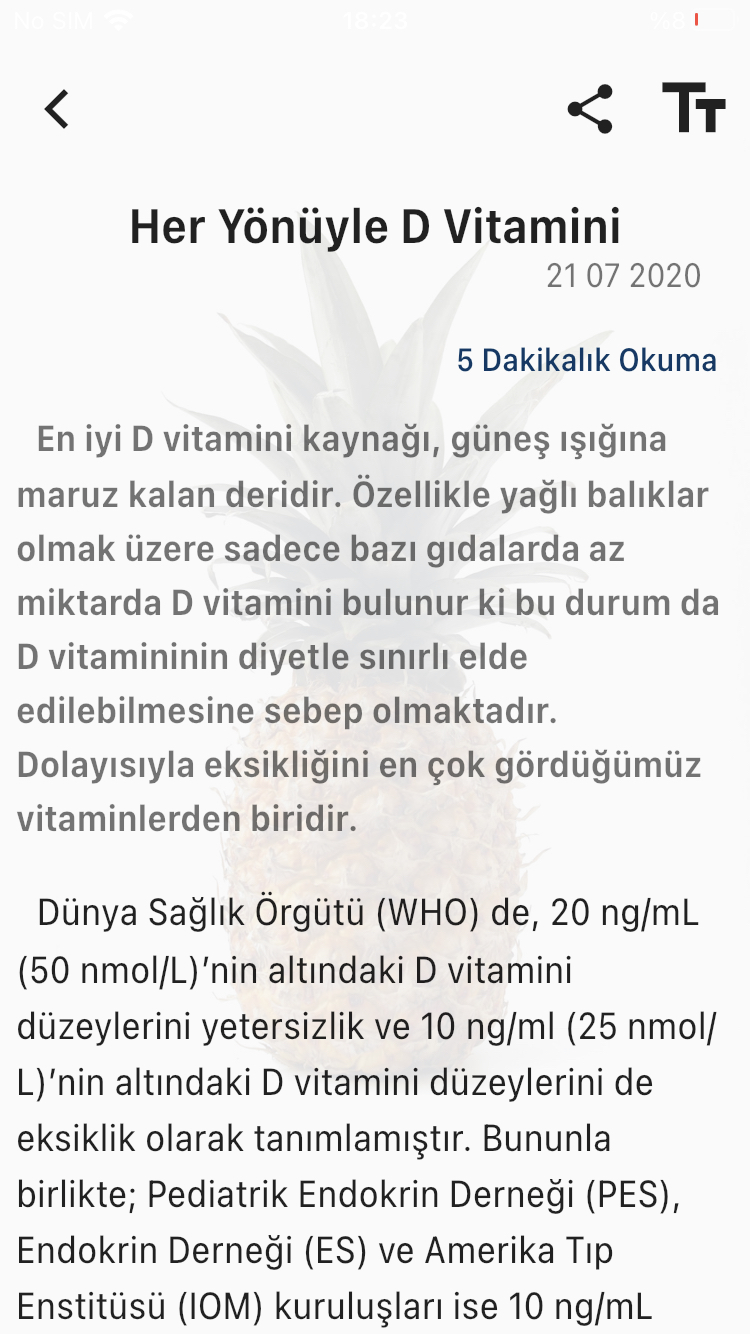 No SIM 18:23 %8
Her Yönüyle D Vitamini
21 07 2020
5 Dakikalık Okuma
En iyi D vitamini kaynağı, güneş ışığına
maruz kalan deridir. Özellikle yağlı balıklar
olmak üzere sadece bazı gıdalarda az
miktarda D vitamini bulunur ki bu durum da
D vitamininin diyetle sınırlı elde
edilebilmesine sebep olmaktadır.
Dolayısıyla eksikliğini en çok gördüğümüz
vitaminlerden biridir.
Dünya Sağlık Örgütü (WHO) de, 20 ng/mL
(50 nmol/L)’nin altındaki D vitamini
düzeylerini yetersizlik ve 10 ng/ml (25 nmol/
L)’nin altındaki D vitamini düzeylerini de
eksiklik olarak tanımlamıştır. Bununla
birlikte; Pediatrik Endokrin Derneği (PES),
Endokrin Derneği (ES) ve Amerika Tıp
Enstitüsü (IOM) kuruluşları ise 10 ng/mL